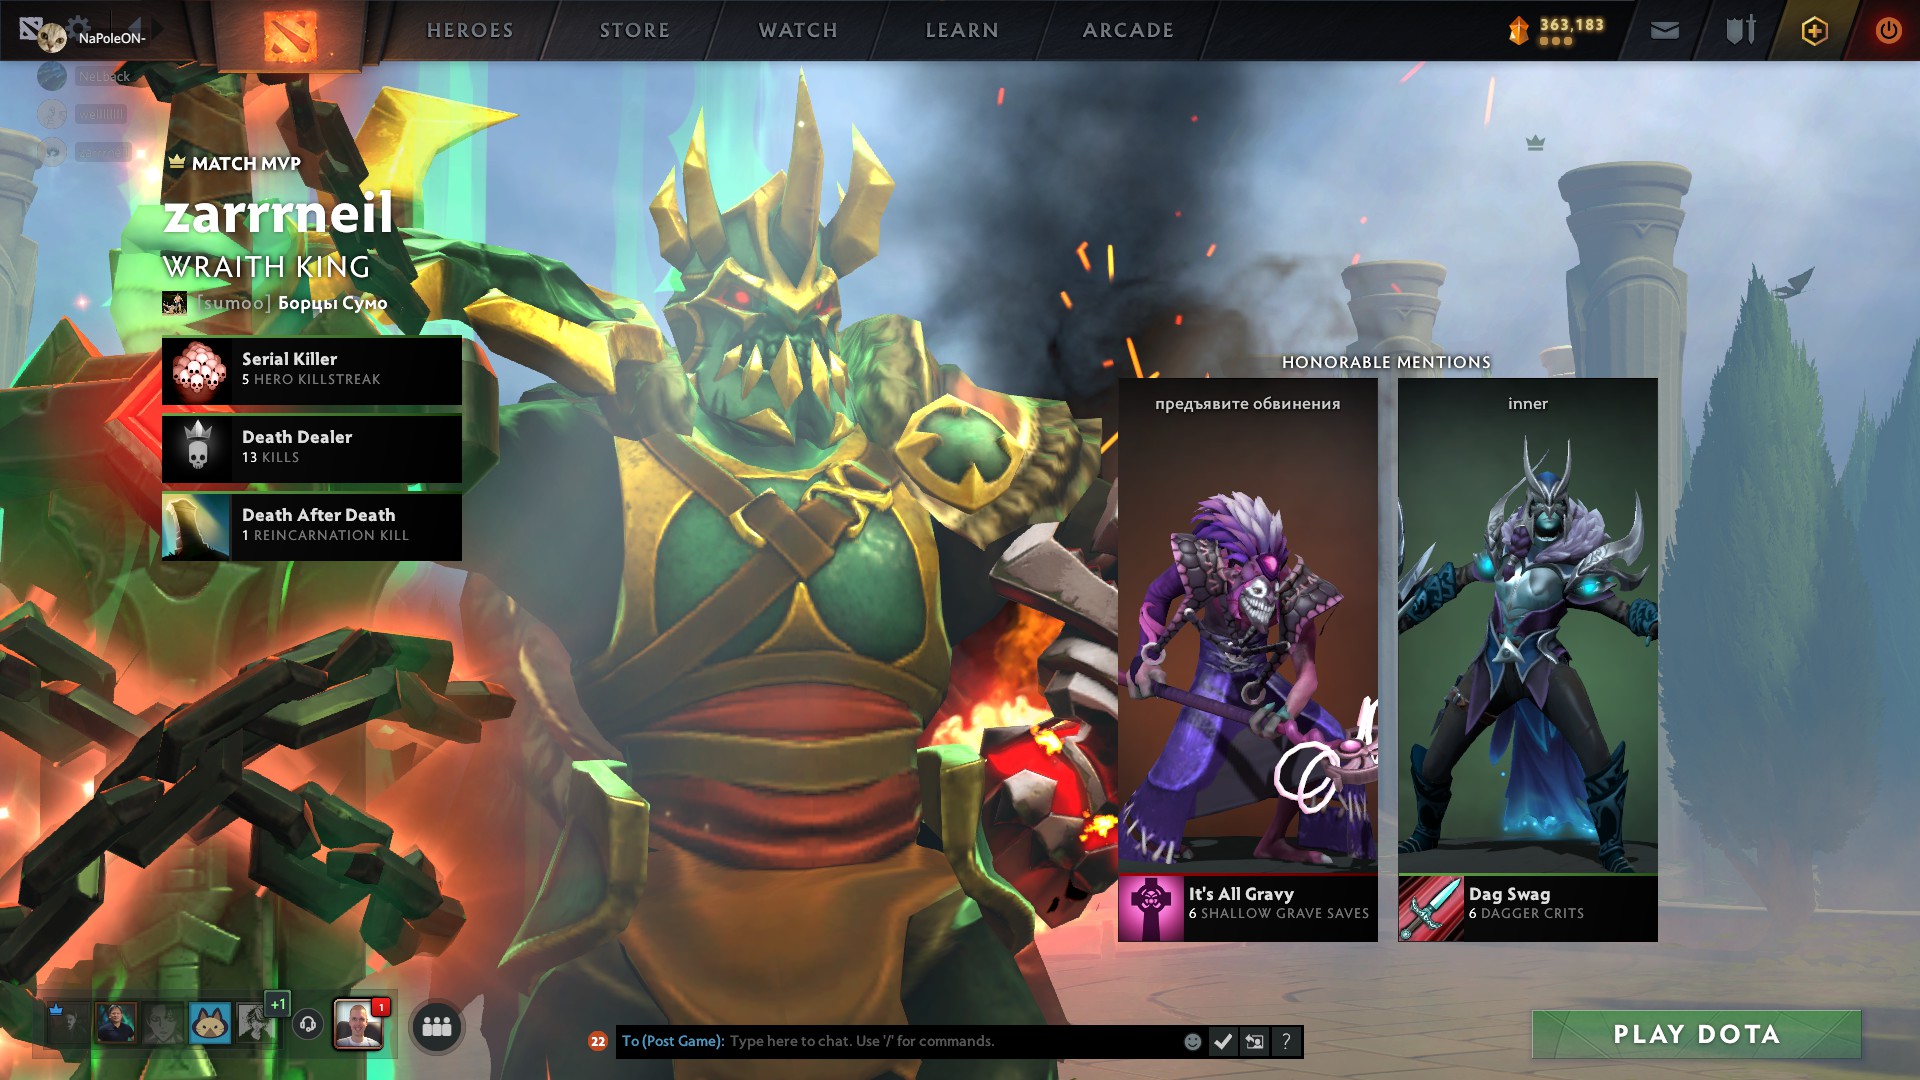 NaPoleON-
HEROES
STORE
WATCH
LEARN
ARCADE
363,183
NeLback
MATCH MVP
zarrrneil
WRAITH KING
[sumoo] Борцы Сумо
Serial Killer
5 HERO KILLSTREAK
Death Dealer
13 KILLS
Death After Death
1 REINCARNATION KILL
HONORABLE MENTIONS
предъявите обвинения
inner
It's All Gravy
6 SHALLOW GRAVE SAVES
Dag Swag
6 DAGGER CRITS
+1
1
22
To (Post Game): Type here to chat. Use '/' for commands.
?
PLAY DOTA